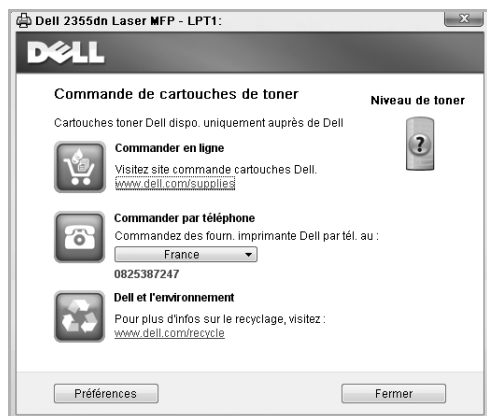 Dell 2355dn Laser MFP - LPT1:
DELL
Commande de cartouches de toner
Niveau de toner
Cartouches toner Dell dispo. uniquement auprès de Dell
?
Commander en ligne
Visitez site commande cartouches Dell.
www.dell.com/supplies
Commander par téléphone
Commandez des fourn. imprimante Dell par tél. au :
France
0825387247
Dell et l'environnement
Pour plus d'infos sur le recyclage, visitez :
www.dell.com/recycle
Préférences
Fermer